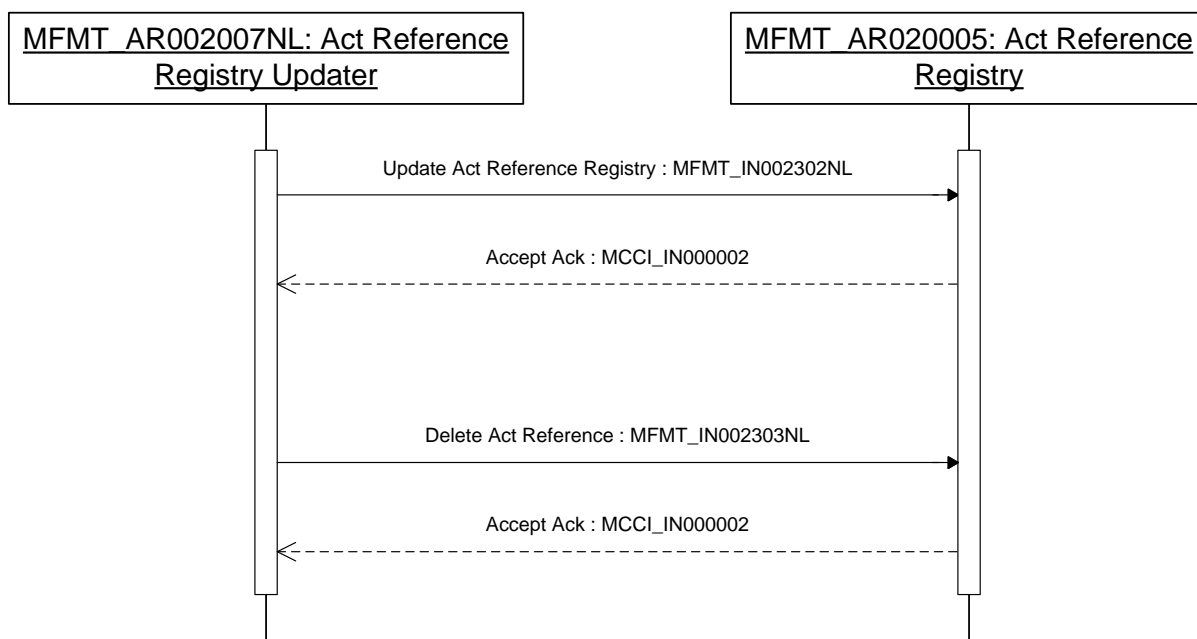 MFMT_AR002007NL: Act Reference
Registry Updater
MFMT_AR020005: Act Reference
Registry
Update Act Reference Registry : MFMT_IN002302NL
Accept Ack : MCCI_IN000002
Delete Act Reference : MFMT_IN002303NL
Accept Ack : MCCI_IN000002